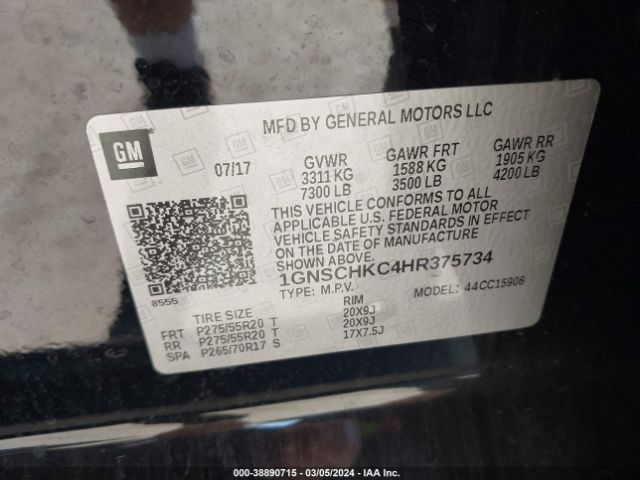 GM
MFD BY GENERAL MOTORS LLC
07/17
GVWR
3311 KG
7300 LB
GAWR FRT
1588 KG
3500 LB
GAWR RR
1905 KG
4200 LB
THIS VEHICLE CONFORMS TO ALL
APPLICABLE U.S. FEDERAL MOTOR
VEHICLE SAFETY STANDARDS IN EFFECT
ON THE DATE OF MANUFACTURE
SHOWN ABOVE.
1GNSCHKC4HR375734
TYPE: M.P.V.
MODEL: 44CC15906
8555
TIRE SIZE
RIM
FRT P275/55R20 T 20X9J
RR P275/55R20 T 20X9J
SPA P265/70R17 S 17X7.5J
000-38890715 - 03/05/2024 - IAA Inc.